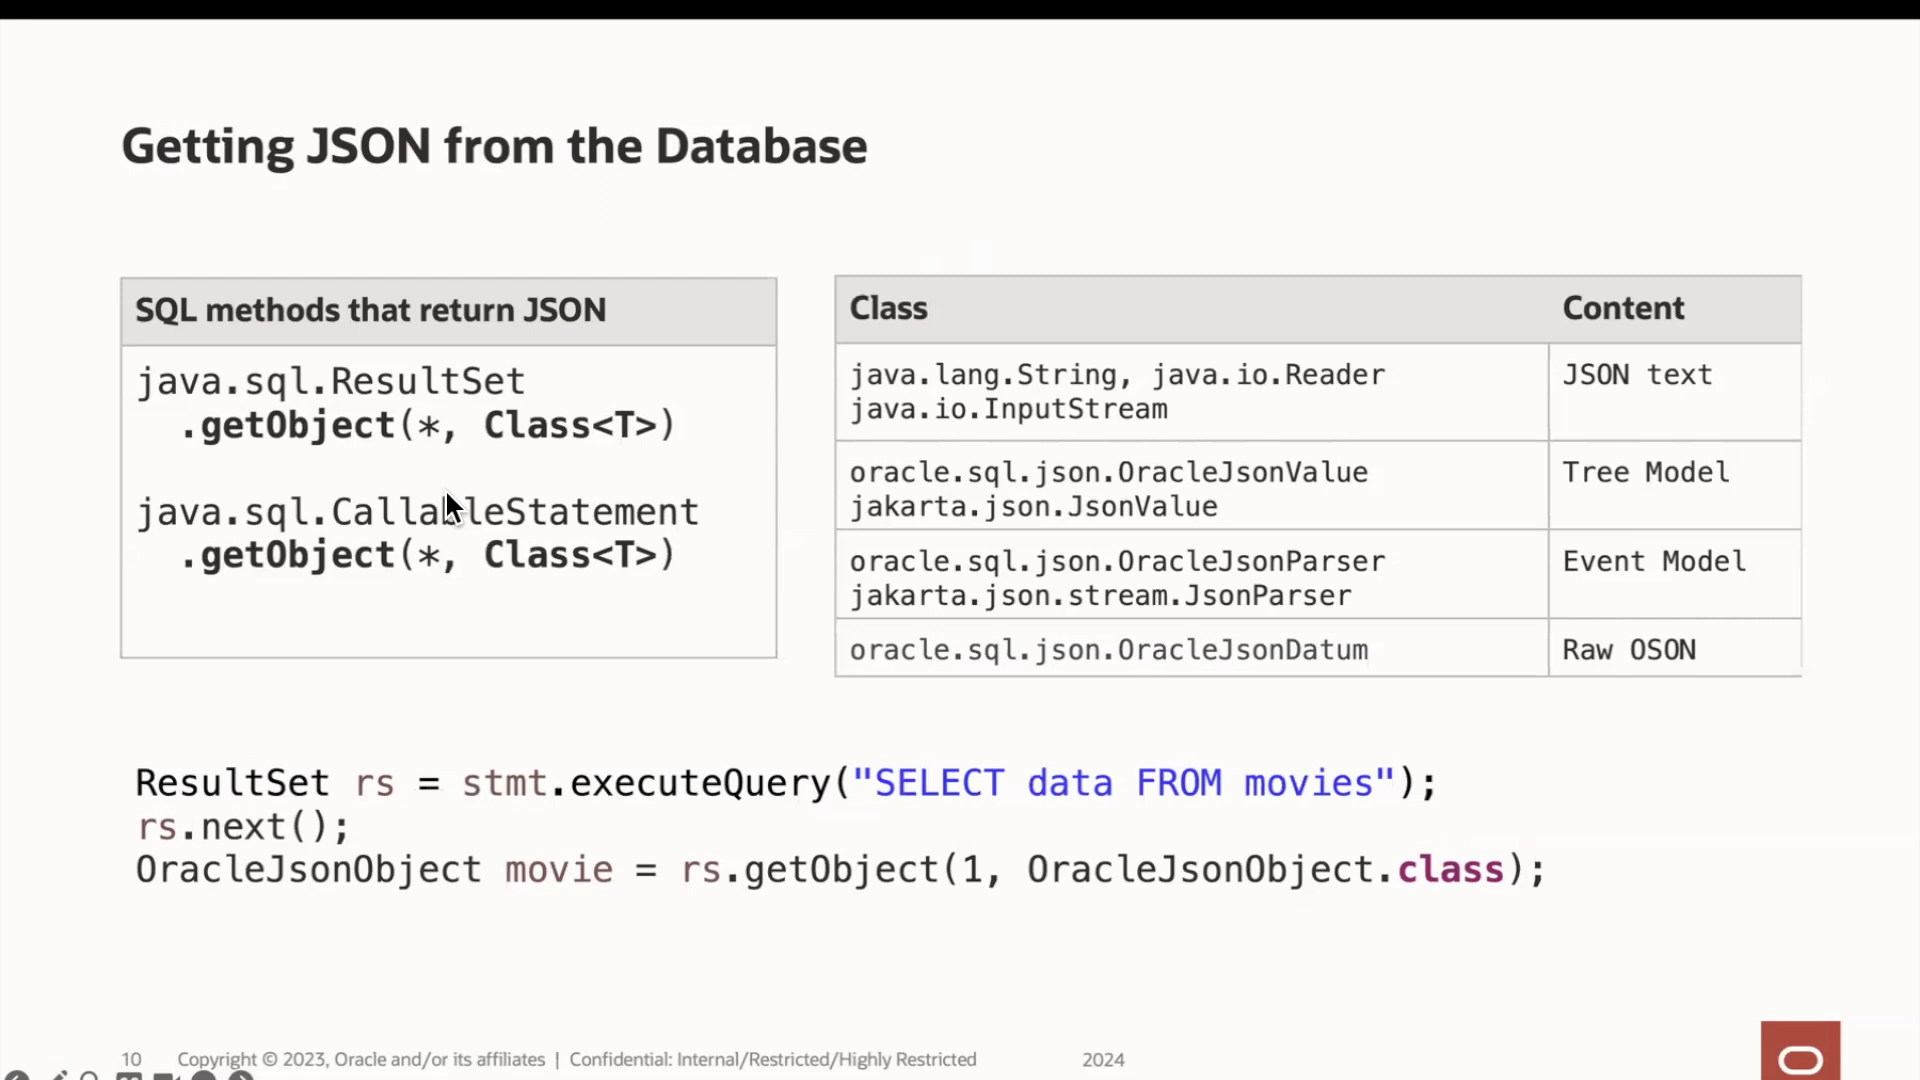 Getting JSON from the Database
SQL methods that return JSON
java.sql.ResultSet
.getObject(*, Class<T>)
java.sql.CallableStatement
.getObject(*, Class<T>)
Class Content
java.lang.String, java.io.Reader JSON text
java.io.InputStream
oracle.sql.json.OracleJsonValue Tree Model
jakarta.json.JsonValue
oracle.sql.json.OracleJsonParser Event Model
jakarta.json.stream.JsonParser
oracle.sql.json.OracleJsonDatum Raw OSON
ResultSet rs = stmt.executeQuery("SELECT data FROM movies");
rs.next();
OracleJsonObject movie = rs.getObject(1, OracleJsonObject.class);
10 Copyright © 2023, Oracle and/or its affiliates | Confidential: Internal/Restricted/Highly Restricted 2024